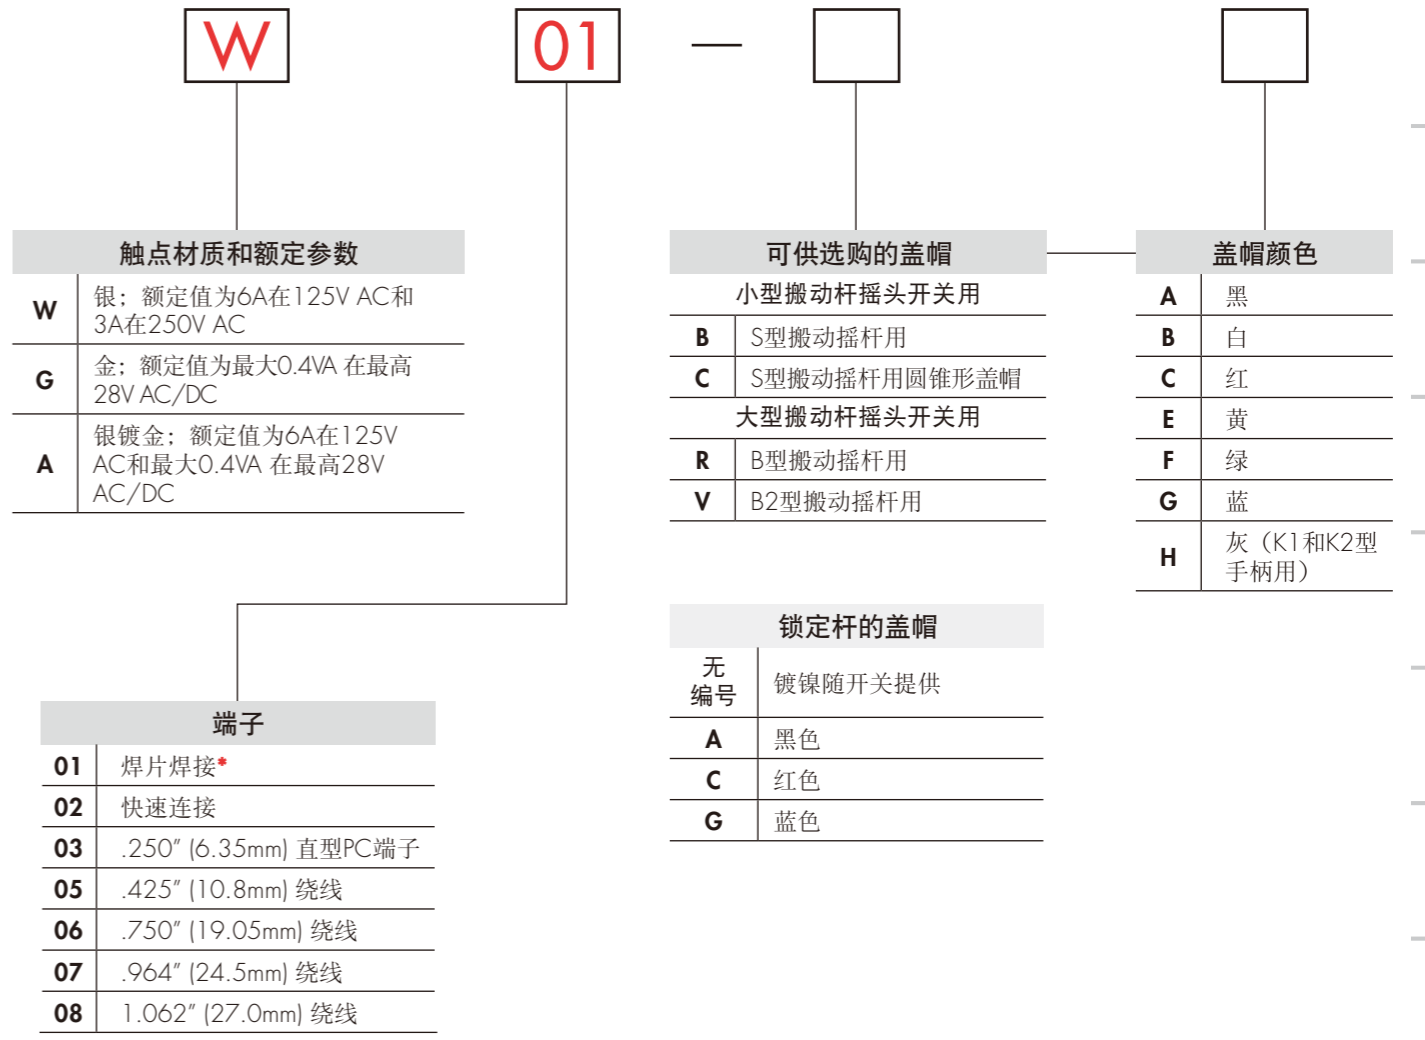 W 01 —
触点材质和额定参数
W 银；额定值为6A在125V AC和
3A在250V AC
G 金；额定值为最大0.4VA 在最高
28V AC/DC
A 银镀金；额定值为6A在125V
AC和最大0.4VA 在最高28V
AC/DC
端子
01 焊片焊接*
02 快速连接
03 .250" (6.35mm) 直型PC端子
05 .425" (10.8mm) 绕线
06 .750" (19.05mm) 绕线
07 .964" (24.5mm) 绕线
08 1.062" (27.0mm) 绕线
可供选购的盖帽
小型搬动杆摇头开关用
B S型搬动摇杆用
C S型搬动摇杆用圆锥形盖帽
大型搬动杆摇头开关用
R B型搬动摇杆用
V B2型搬动摇杆用
锁定杆的盖帽
无
编号 镀镍随开关提供
A 黑色
C 红色
G 蓝色
盖帽颜色
A 黑
B 白
C 红
E 黄
F 绿
G 蓝
H 灰（K1和K2型
手柄用）